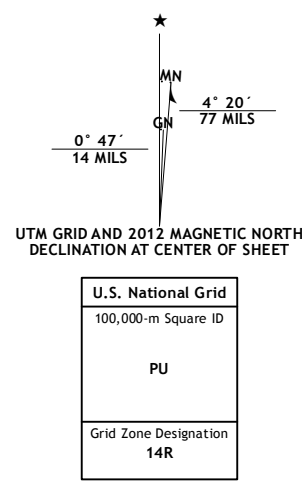 MN
4° 20´
77 MILS
GN
0° 47´
14 MILS
UTM GRID AND 2012 MAGNETIC NORTH
DECLINATION AT CENTER OF SHEET
U.S. National Grid
100,000-m Square ID
PU
Grid Zone Designation
14R